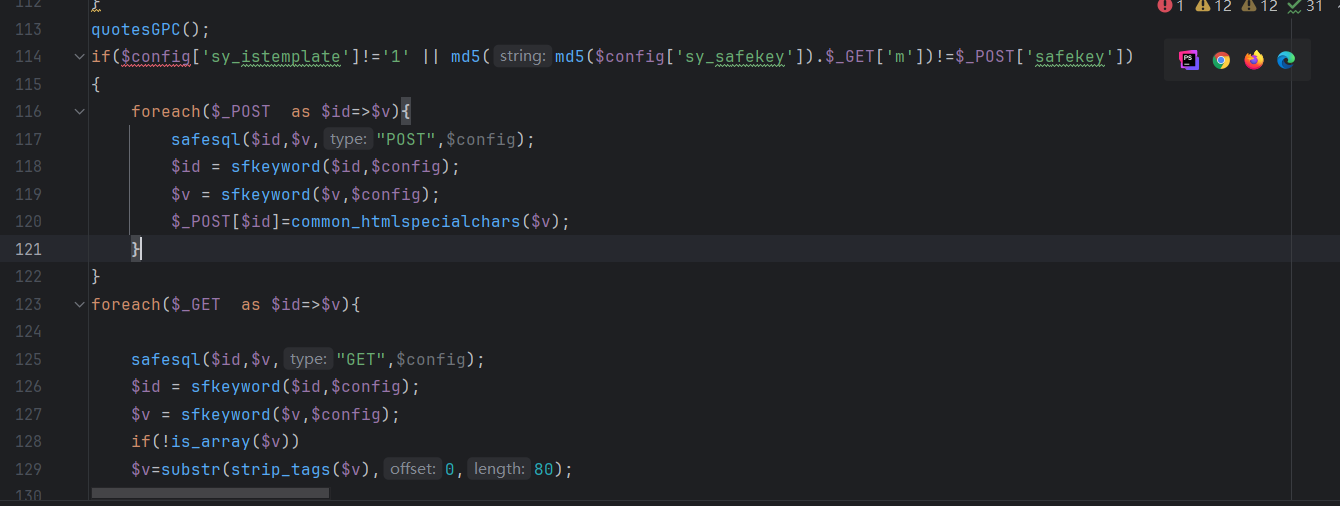 112 }
1 12 12 31
113 quotesGPC();
114 if($config['sy_istemplate']!='1' || md5( string: md5($config['sy_safekey']).$_GET['m'])!=$_POST['safekey'])
115 {
116 foreach($_POST  as $id=>$v){
117 safesql($id,$v, type: "POST",$config);
118 $id = sfkeyword($id,$config);
119 $v = sfkeyword($v,$config);
120 $_POST[$id]=common_htmlspecialchars($v);
121 }
122 }
123 foreach($_GET  as $id=>$v){
124
125 safesql($id,$v, type: "GET",$config);
126 $id = sfkeyword($id,$config);
127 $v = sfkeyword($v,$config);
128 if(!is_array($v))
129 $v=substr(strip_tags($v), offset: 0, length: 80);
130